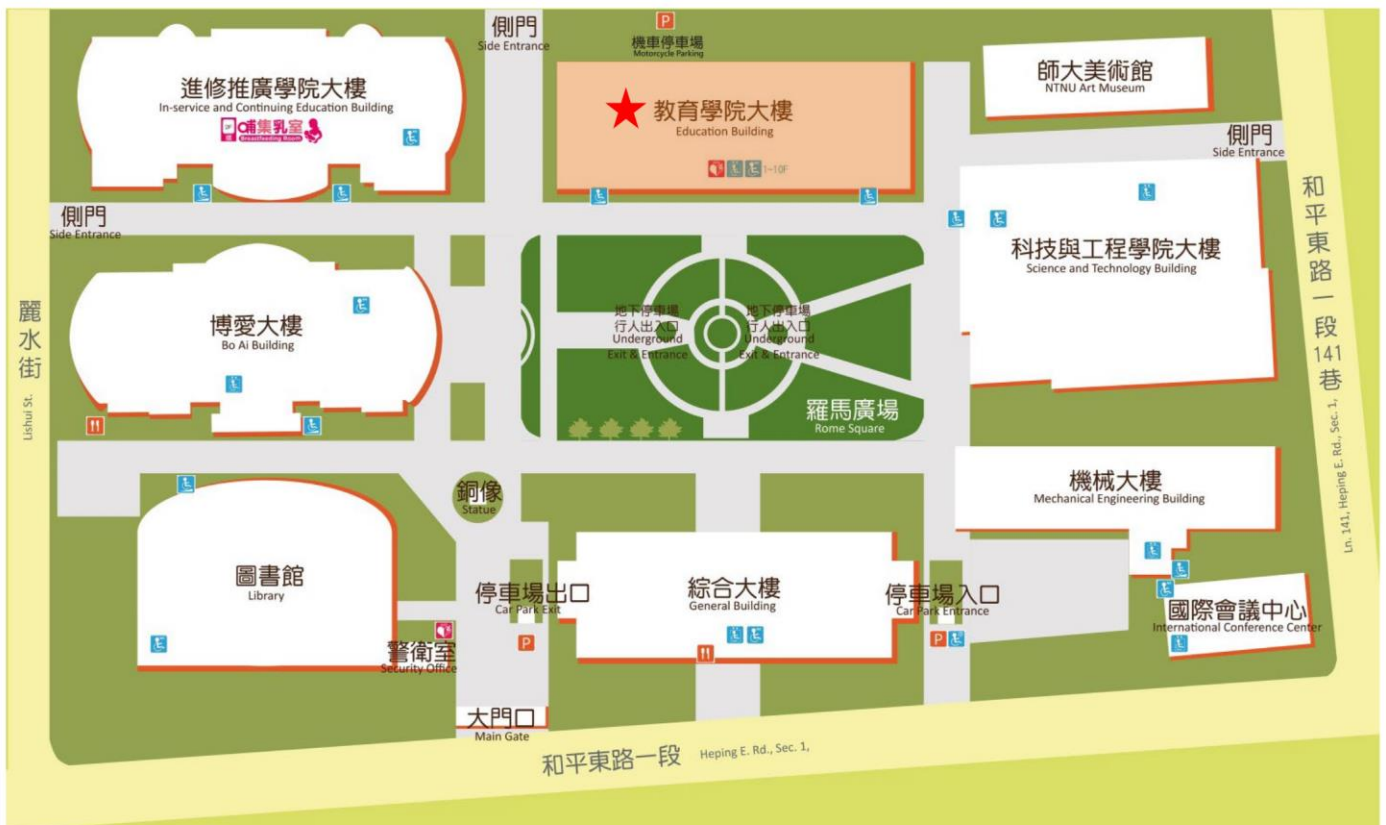 側門
Side Entrance
P
機車停車場
Motorcycle Parking
進修推廣學院大樓
In-service and Continuing Education Building
哺集乳室
Breastfeeding Room
教育學院大樓
Education Building
1~10F
師大美術館
NTNU Art Museum
側門
Side Entrance
側門
Side Entrance
科技與工程學院大樓
Science and Technology Building
和平東路一段141巷
Ln. 141, Heping E. Rd., Sec. 1,
麗水街
Lishui St.
博愛大樓
Bo Ai Building
地下停車場
行人出入口
Underground
Exit & Entrance
地下停車場
行人出入口
Underground
Exit & Entrance
羅馬廣場
Rome Square
機械大樓
Mechanical Engineering Building
銅像
Statue
圖書館
Library
停車場出口
Car Park Exit
P
綜合大樓
General Building
停車場入口
Car Park Entrance
P
國際會議中心
International Conference Center
警衛室
Security Office
大門口
Main Gate
和平東路一段
Heping E. Rd., Sec. 1,